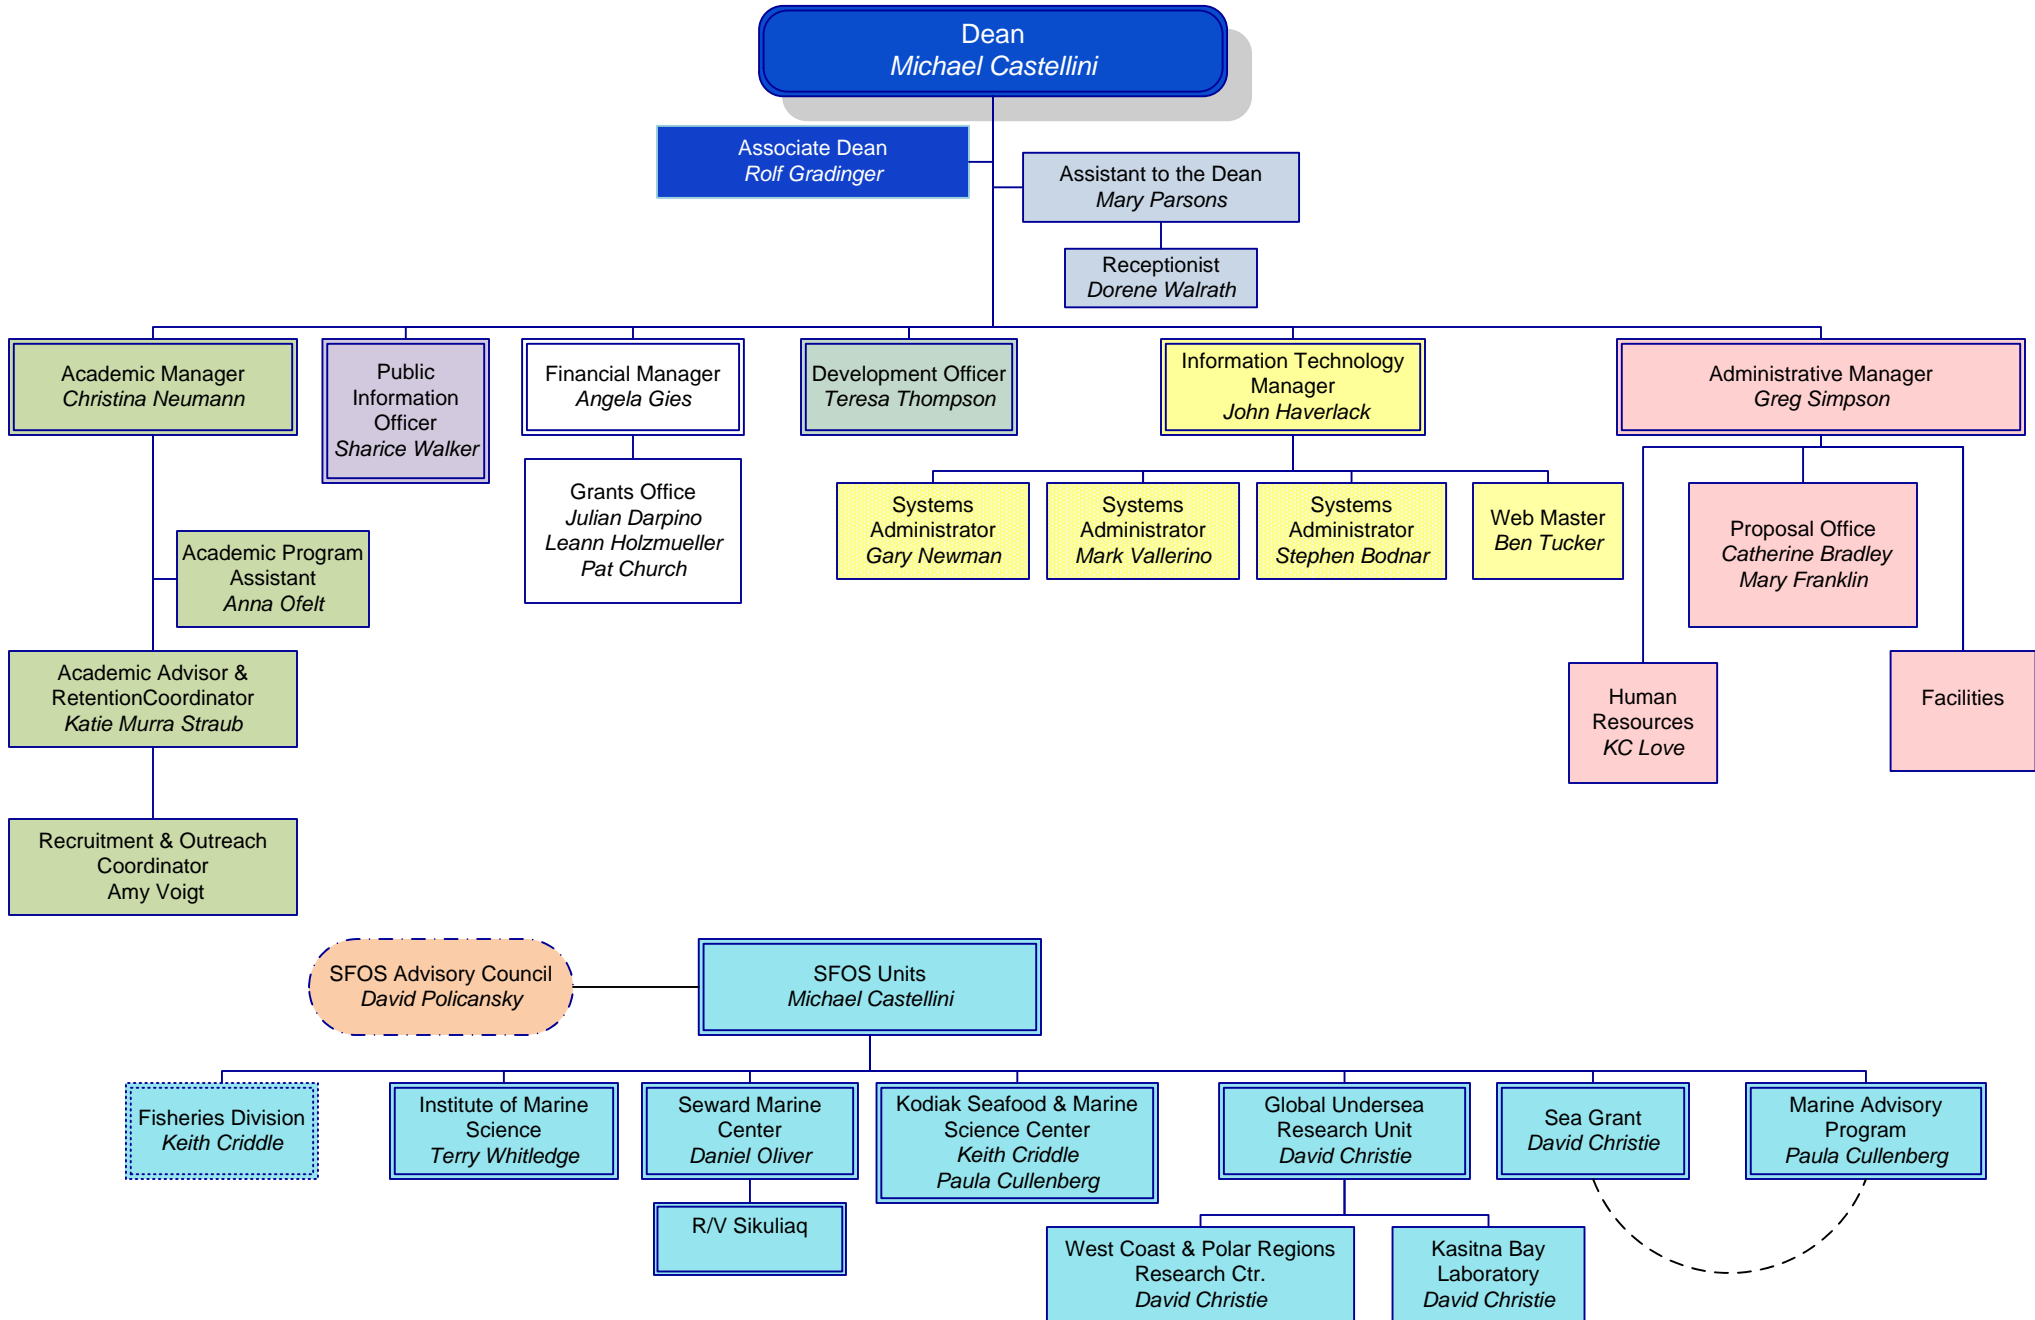 Dean
Michael Castellini
Associate Dean
Rolf Gradinger
Assistant to the Dean
Mary Parsons
Receptionist
Dorene Walrath
Academic Manager
Christina Neumann
Public
Information
Officer
Sharice Walker
Financial Manager
Angela Gies
Development Officer
Teresa Thompson
Information Technology
Manager
John Haverlack
Administrative Manager
Greg Simpson
Grants Office
Julian Darpino
Leann Holzmueller
Pat Church
Systems
Administrator
Gary Newman
Systems
Administrator
Mark Vallerino
Systems
Administrator
Stephen Bodnar
Web Master
Ben Tucker
Proposal Office
Catherine Bradley
Mary Franklin
Academic Program
Assistant
Anna Ofelt
Academic Advisor &
RetentionCoordinator
Katie Murra Straub
Human
Resources
KC Love
Facilities
Recruitment & Outreach
Coordinator
Amy Voigt
SFOS Advisory Council
David Policansky
SFOS Units
Michael Castellini
Fisheries Division
Keith Criddle
Institute of Marine
Science
Terry Whitledge
Seward Marine
Center
Daniel Oliver
Kodiak Seafood & Marine
Science Center
Keith Criddle
Paula Cullenberg
Global Undersea
Research Unit
David Christie
Sea Grant
David Christie
Marine Advisory
Program
Paula Cullenberg
R/V Sikuliaq
West Coast & Polar Regions
Research Ctr.
David Christie
Kasitna Bay
Laboratory
David Christie